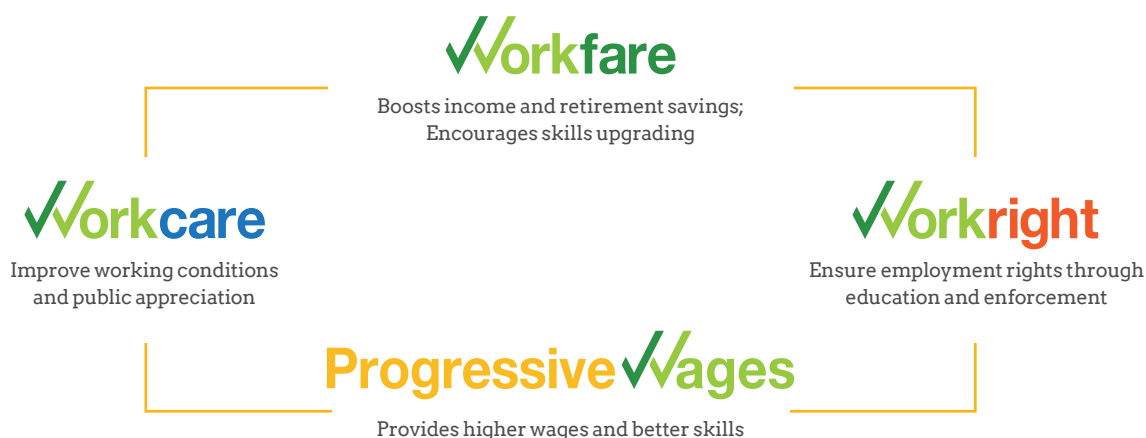 Workfare
Boosts income and retirement savings;
Encourages skills upgrading
Workcare
Improve working conditions
and public appreciation
Workright
Ensure employment rights through
education and enforcement
Progressive Wages
Provides higher wages and better skills